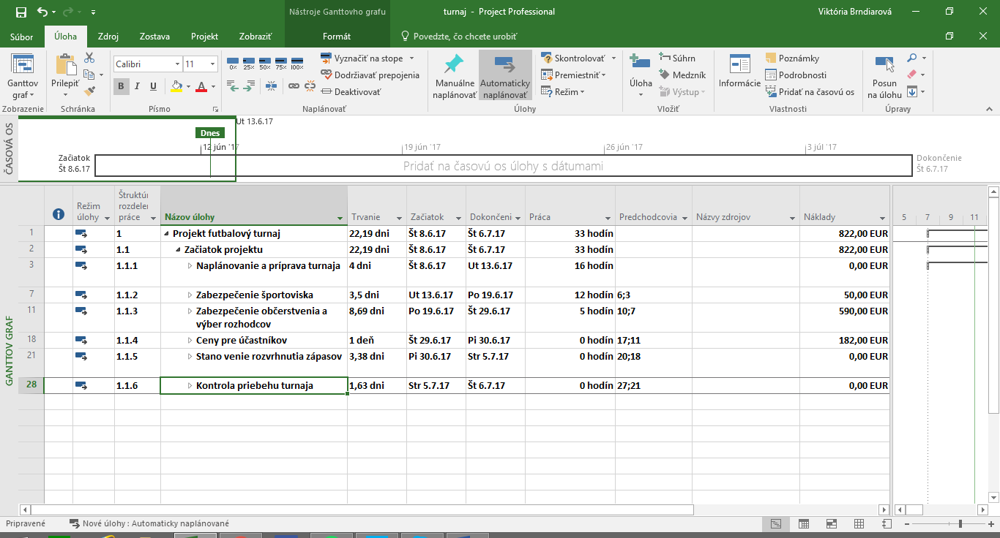 Nástroje Ganttovho grafu
turnaj - Project Professional
Viktória Brndiarová
Súbor Úloha Zdroj Zostava Projekt Zobraziť Formát Povedzte, čo chcete urobiť
Ganttov graf
Zobrazenie
Prilepiť
Schránka
Calibri 11
B I U A
Písmo
0% 25% 50% 75% 100%
Vyznačiť na stope
Dodržiavať prepojenia
Deaktivovať
Naplánovať
Manuálne naplánovať
Automaticky naplánovať
Skontrolovať
Premiestniť
Režim
Úlohy
Úloha
Súhrn
Medzník
Výstup
Vložiť
Informácie
Poznámky
Podrobnosti
Pridať na časovú os
Vlastnosti
Posun na úlohu
Úpravy
ČASOVÁ OS
Ut 13.6.17
Dnes
12 jún '17 19 jún '17 26 jún '17 3 júl '17
Začiatok
Št 8.6.17
Pridať na časovú os úlohy s dátumami
Dokončenie
Št 6.7.17
GANTTOV GRAF
Režim úlohy
Štruktúr rozdeler práce
Názov úlohy Trvanie Začiatok Dokončeni Práca Predchodcovia Názvy zdrojov Náklady 5 7 9 11
1 1 Projekt futbalový turnaj 22,19 dni Št 8.6.17 Št 6.7.17 33 hodín 822,00 EUR
2 1.1 Začiatok projektu 22,19 dni Št 8.6.17 Št 6.7.17 33 hodín 822,00 EUR
3 1.1.1 Naplánovanie a príprava turnaja 4 dni Št 8.6.17 Ut 13.6.17 16 hodín 0,00 EUR
7 1.1.2 Zabezpečenie športoviska 3,5 dni Ut 13.6.17 Po 19.6.17 12 hodín 6;3 50,00 EUR
11 1.1.3 Zabezpečenie občerstvenia a 8,69 dni Po 19.6.17 Št 29.6.17 5 hodín 10;7 590,00 EUR
výber rozhodcov
18 1.1.4 Ceny pre účastníkov 1 deň Št 29.6.17 Pi 30.6.17 0 hodín 17;11 182,00 EUR
21 1.1.5 Stano venie rozvrhnutia zápasov 3,38 dni Pi 30.6.17 Str 5.7.17 0 hodín 20;18 0,00 EUR
28 1.1.6 Kontrola priebehu turnaja 1,63 dni Str 5.7.17 Št 6.7.17 0 hodín 27;21 0,00 EUR
Pripravené Nové úlohy : Automaticky naplánované